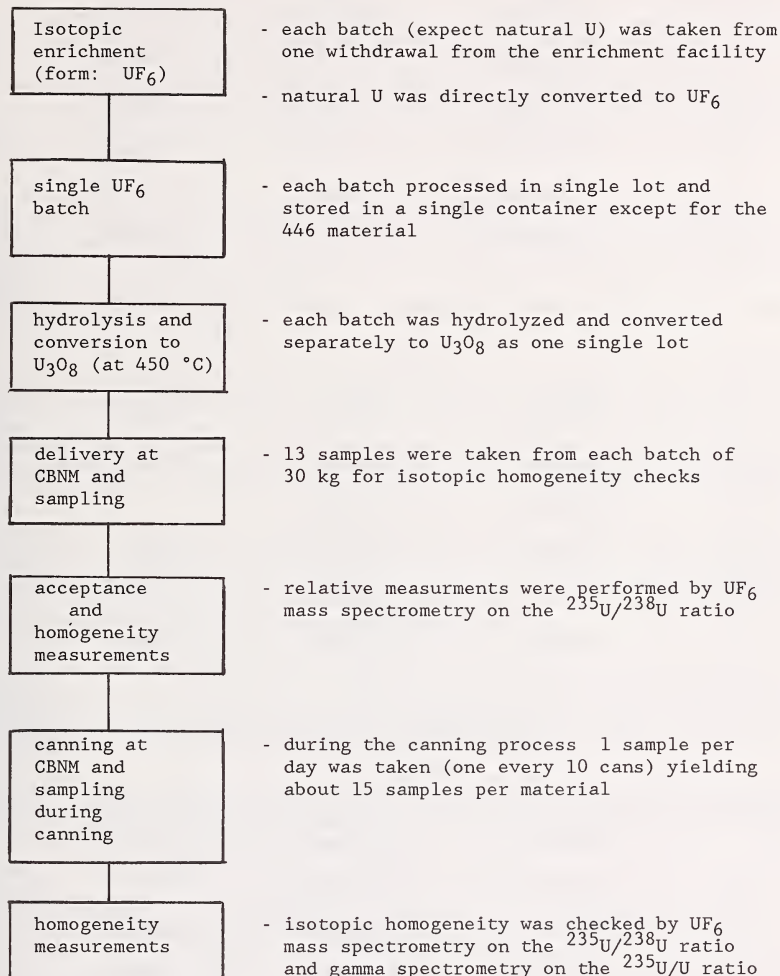 Isotopic
enrichment
(form: UF6)
- each batch (expect natural U) was taken from
one withdrawal from the enrichment facility
- natural U was directly converted to UF6
single UF6
batch
- each batch processed in single lot and
stored in a single container except for the
446 material
hydrolysis and
conversion to
U3O8 (at 450 °C)
- each batch was hydrolyzed and converted
separately to U3O8 as one single lot
delivery at
CBNM and
sampling
- 13 samples were taken from each batch of
30 kg for isotopic homogeneity checks
acceptance
and
homogeneity
measurements
- relative measurments were performed by UF6
mass spectrometry on the 235U/238U ratio
canning at
CBNM and
sampling
during
canning
- during the canning process 1 sample per
day was taken (one every 10 cans) yielding
about 15 samples per material
homogeneity
measurements
- isotopic homogeneity was checked by UF6
mass spectrometry on the 235U/238U ratio
and gamma spectrometry on the 235U/U ratio